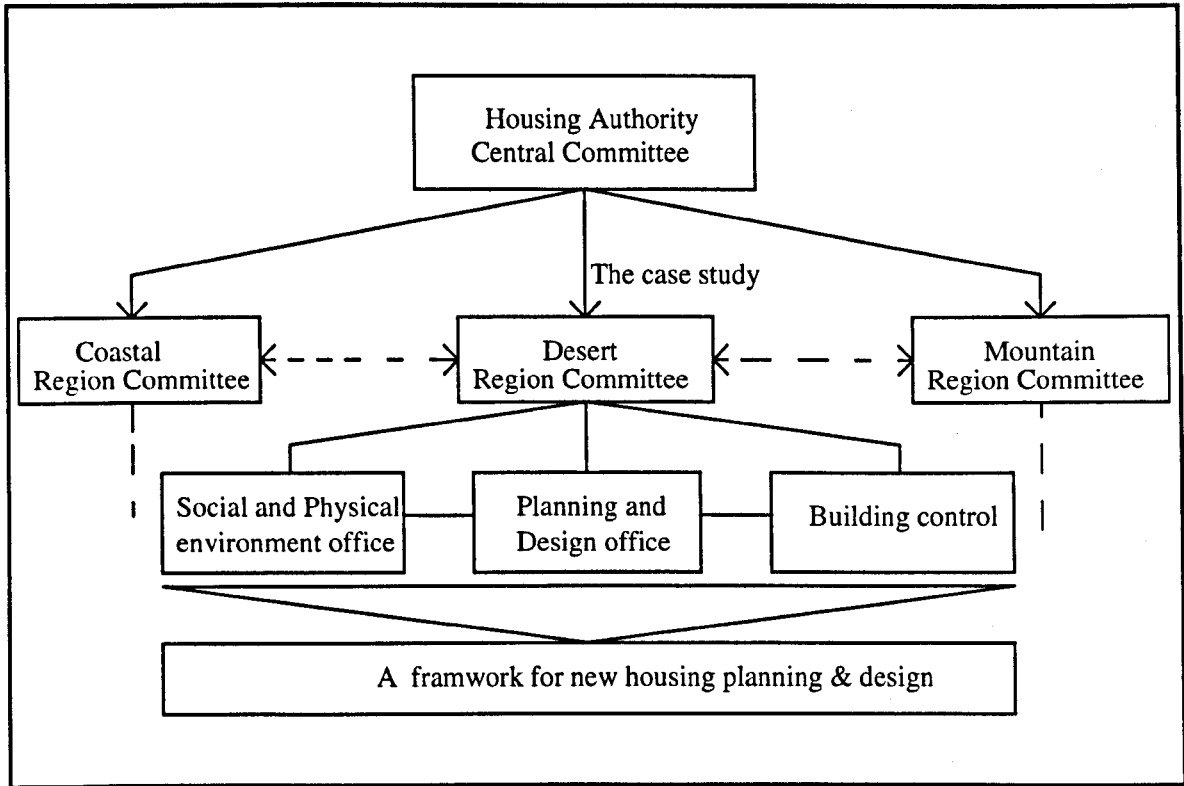 Housing Authority
Central Committee
The case study
Coastal
Region Committee
Desert
Region Committee
Mountain
Region Committee
Social and Physical
environment office
Planning and
Design office
Building control
A framwork for new housing planning & design